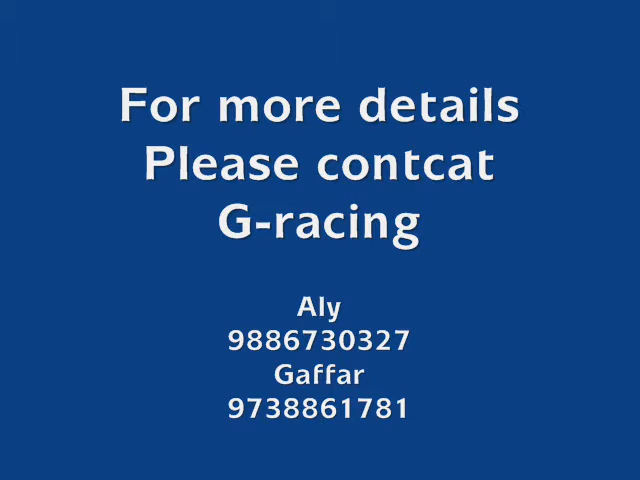 For more details
Please contcat
G-racing
Aly
9886730327
Gaffar
9738861781